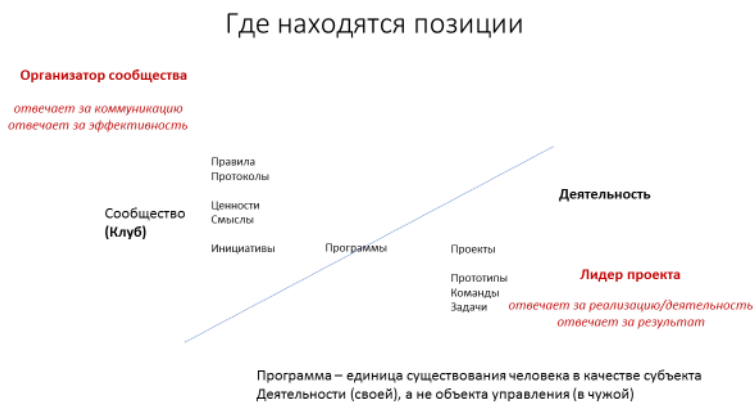 Где находятся позиции
Организатор сообщества
отвечает за коммуникацию
отвечает за эффективность
Правила
Протоколы
Ценности
Смыслы
Сообщество
(Клуб)
Инициативы
Программы
Проекты
Деятельность
Прототипы
Команды
Задачи
Лидер проекта
отвечает за реализацию/деятельность
отвечает за результат
Программа – единица существования человека в качестве субъекта
Деятельности (своей), а не объекта управления (в чужой)